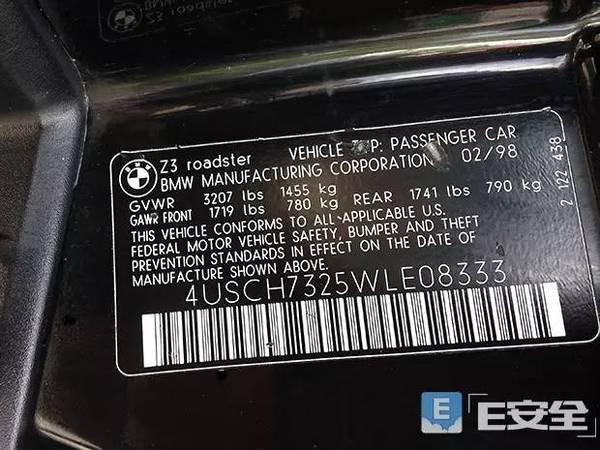 Z3 roadster
Z3 roadster VEHICLE TYP: PASSENGER CAR
BMW MANUFACTURING CORPORATION 02/98
GVWR 3207 lbs 1455 kg
GAWR FRONT 1719 lbs 780 kg REAR 1741 lbs 790 kg
THIS VEHICLE CONFORMS TO ALL APPLICABLE U.S.
FEDERAL MOTOR VEHICLE SAFETY, BUMPER AND THEFT
PREVENTION STANDARDS IN EFFECT ON THE DATE OF
MANUFACTURE SHOWN ABOVE.
4USCH7325WLE08333
2 122 438
E安全